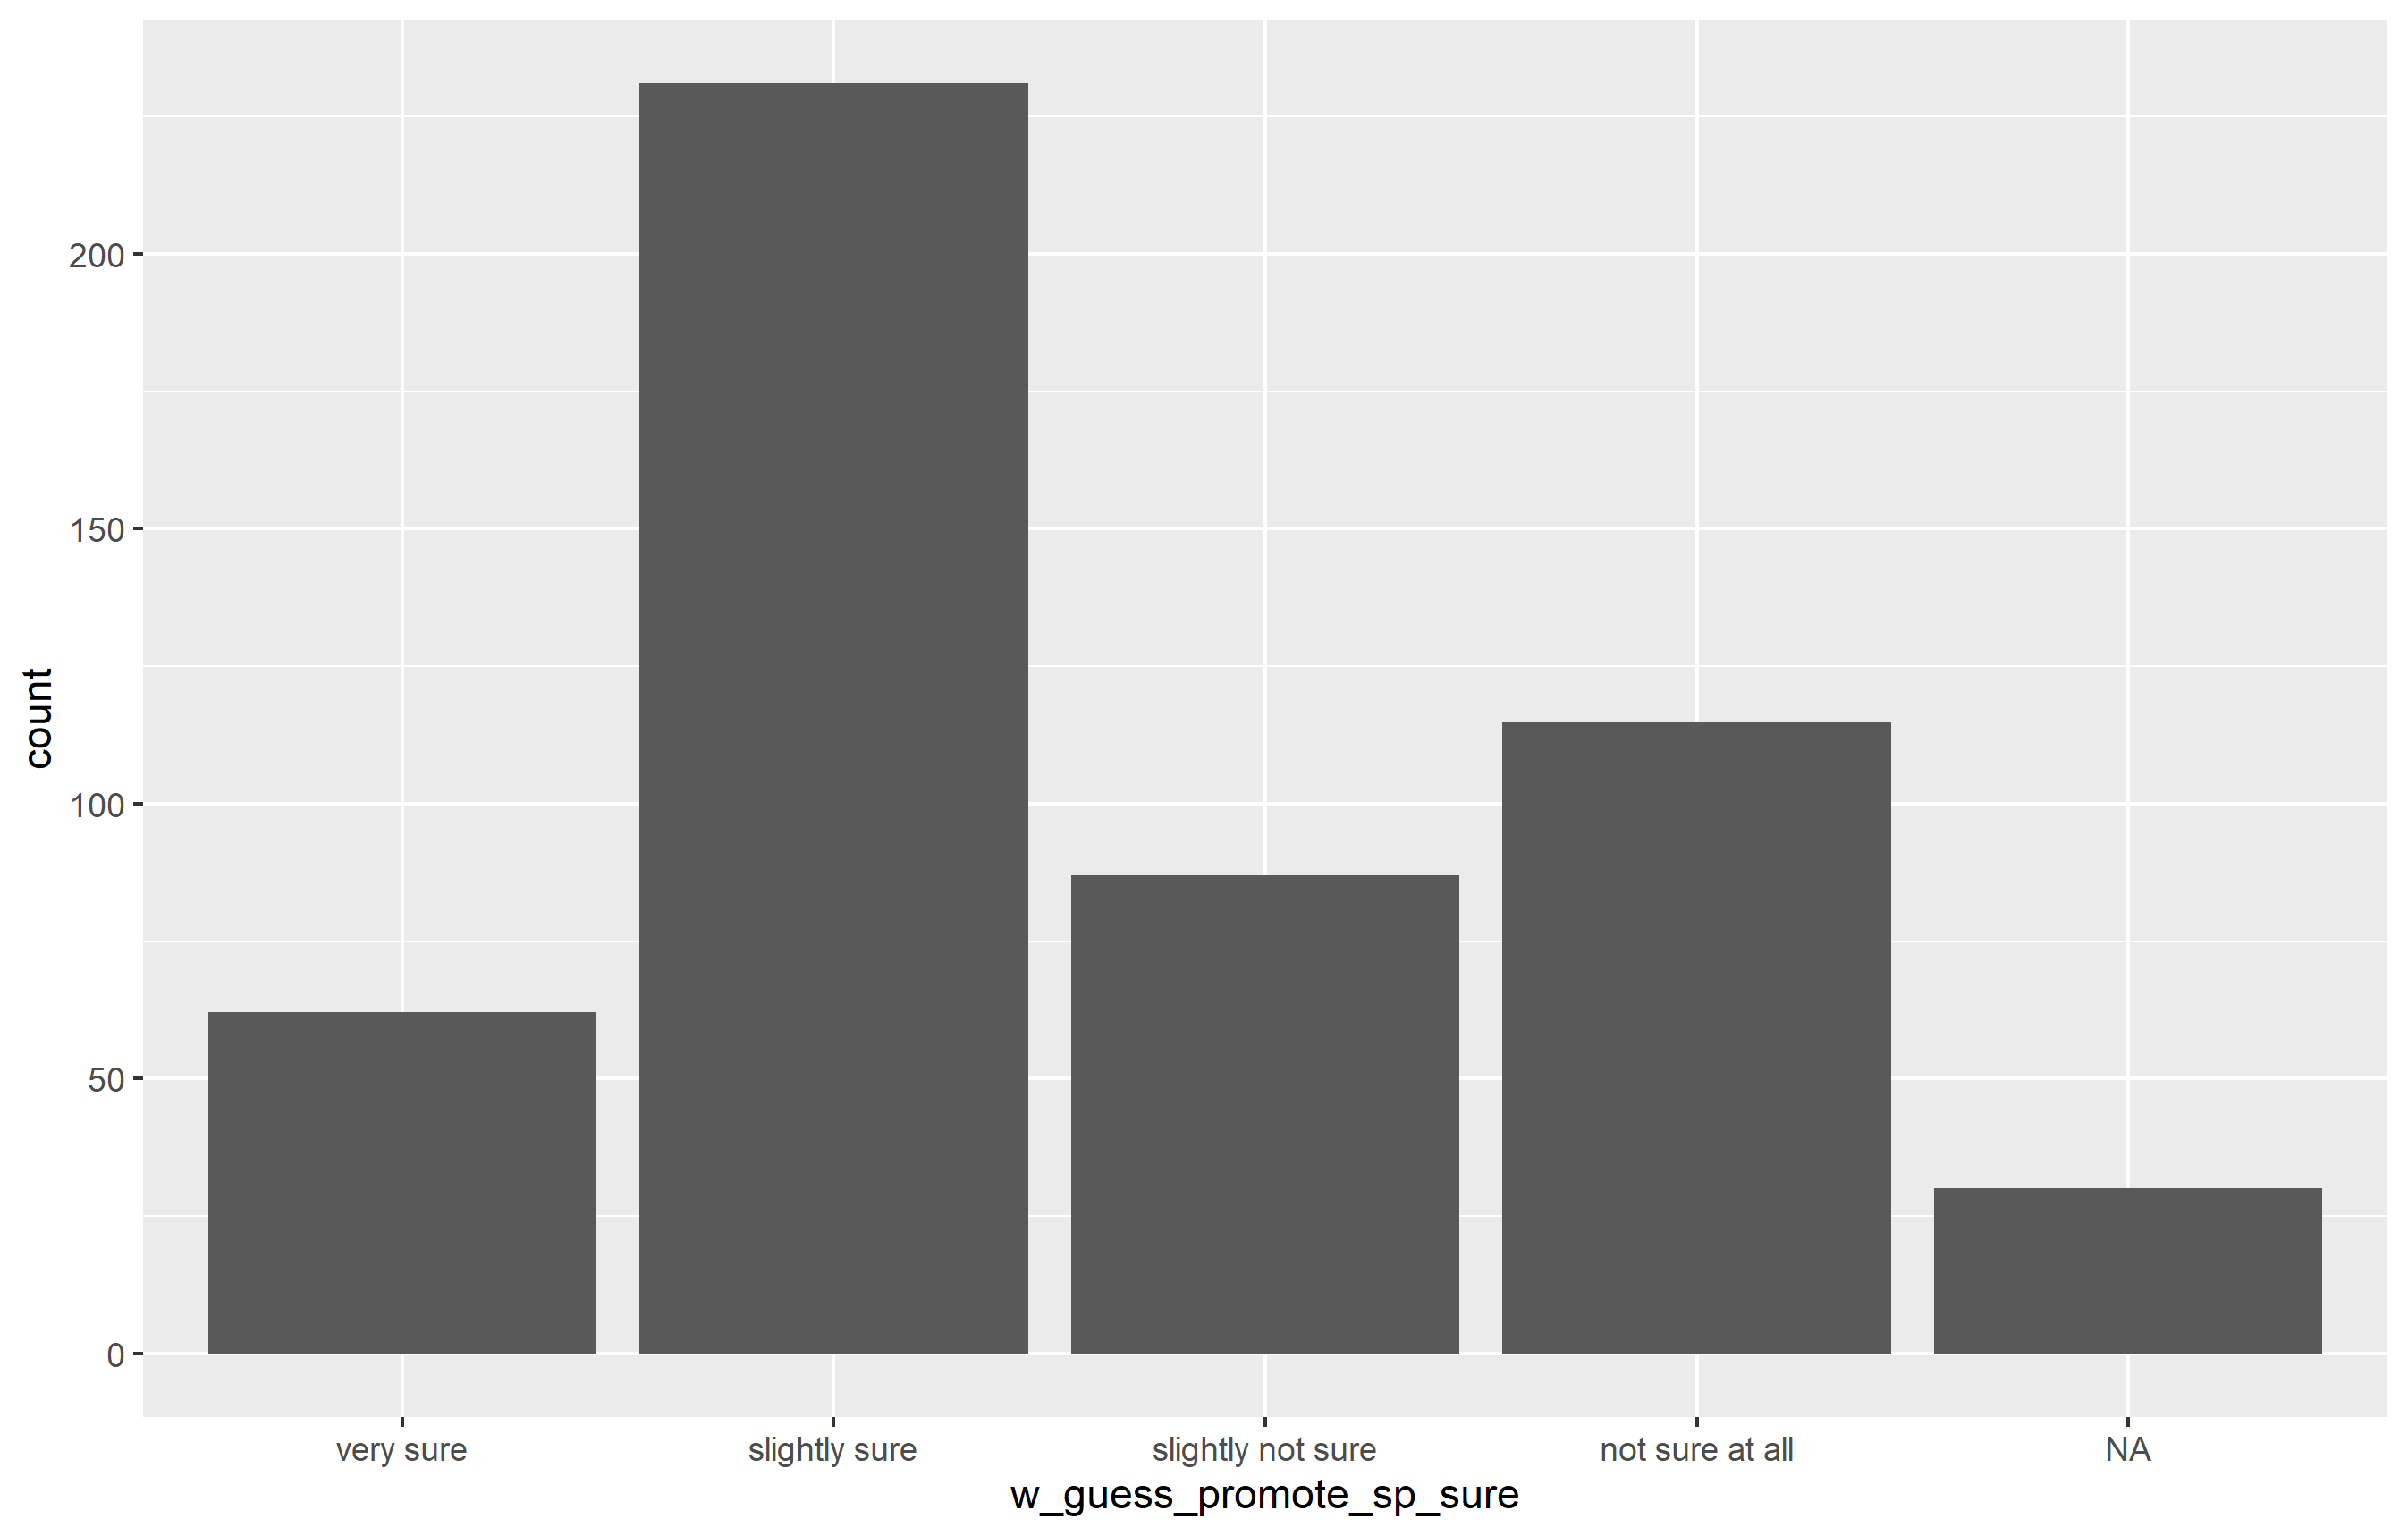 count
200
150
100
50
0
very sure
slightly sure
slightly not sure
not sure at all
NA
w_guess_promote_sp_sure